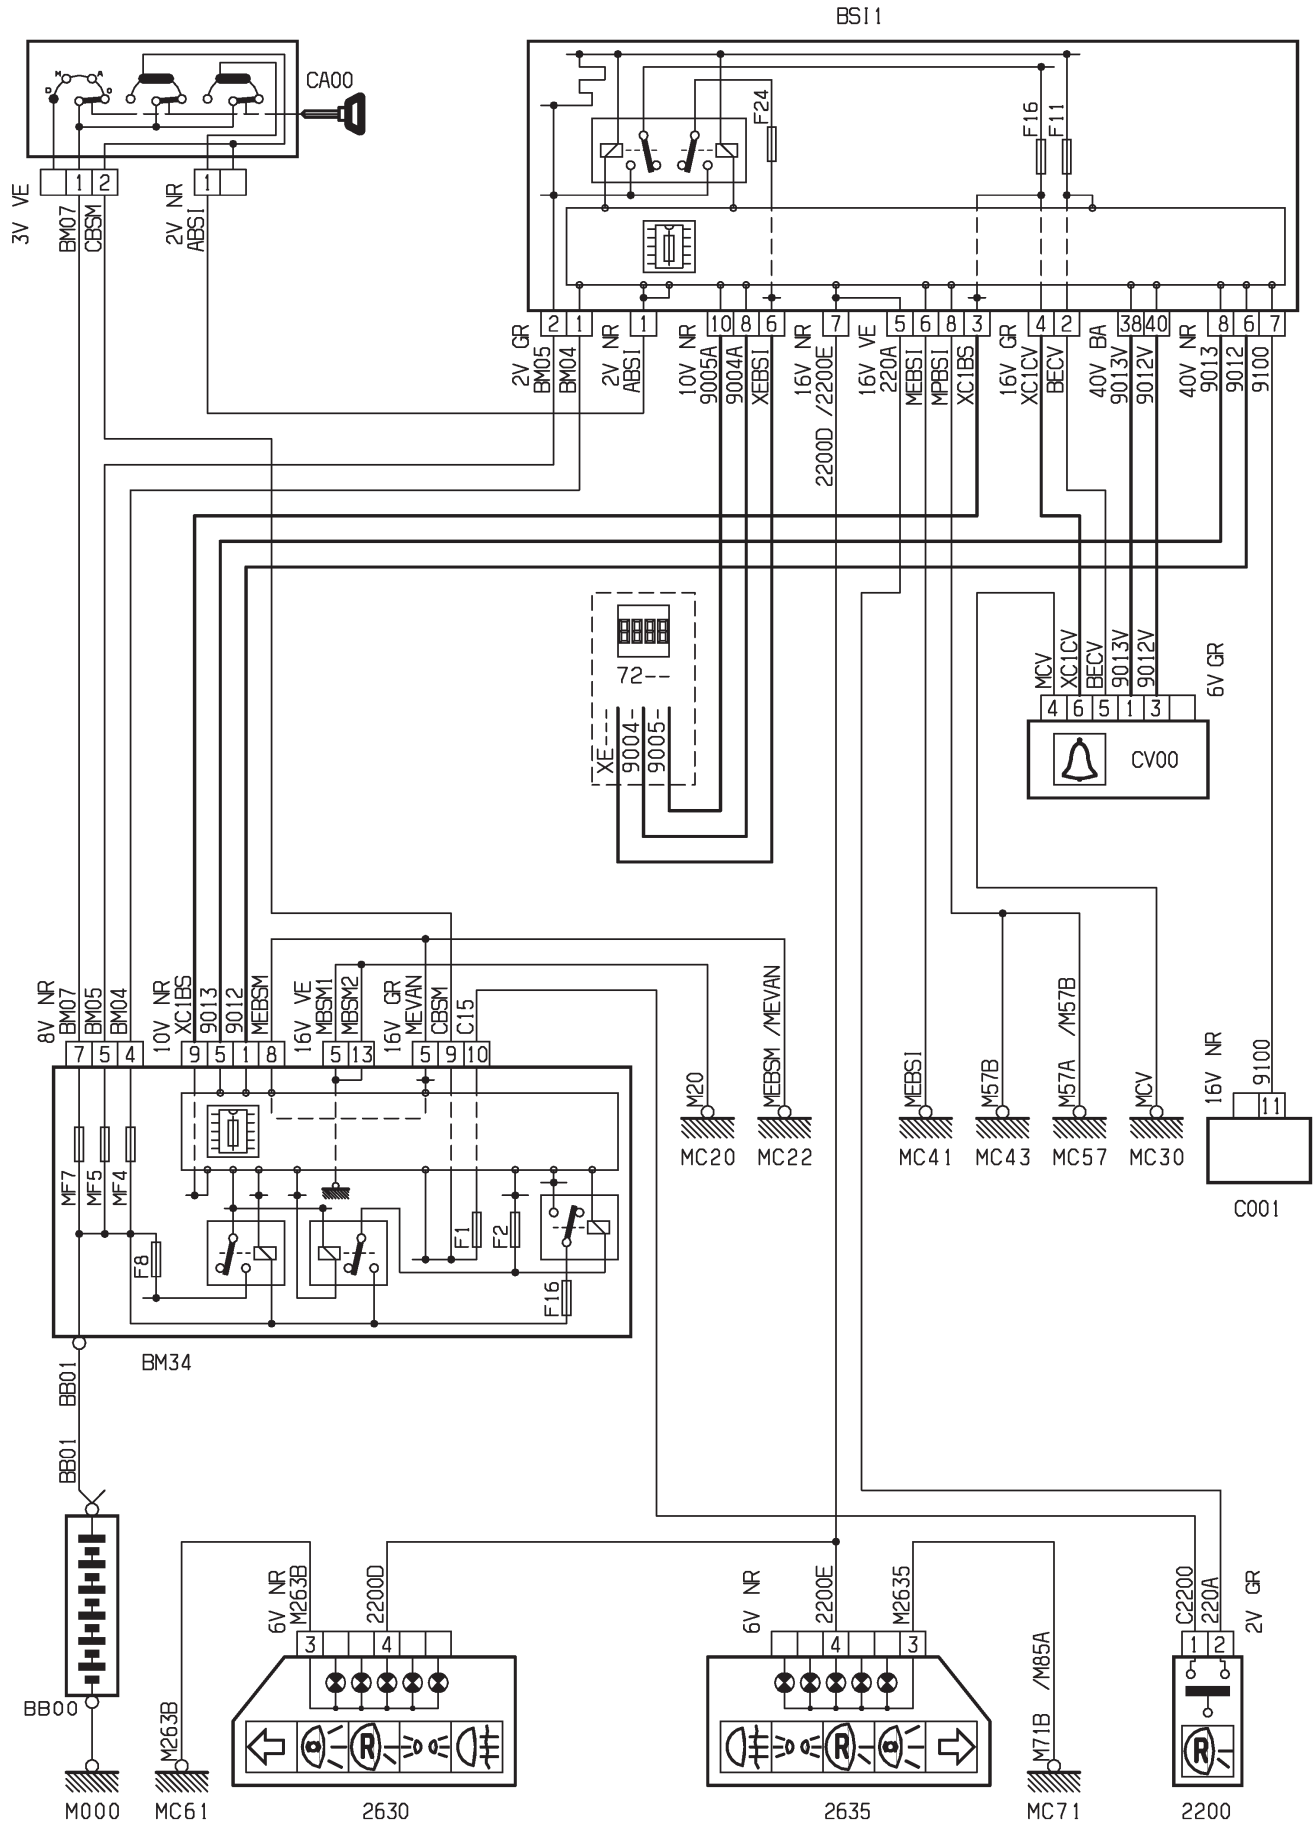 BSI1
CA00
N A
D O
1 2
1
3V VE
BM07
CBSM
2V NR
ABSI
F24
F16
F11
2 1
1
10 8 6
7
5 6 8 3
4 2
38 40
8 6 7
2V GR
BM05
BM04
2V NR
ABSI
10V NR
9005A
9004A
XEBSI
16V NR
2200D /2200E
16V VE
220A
MEBSI
MPBSI
XC1BS
16V GR
XC1CV
BECV
40V BA
9013V
9012V
40V NR
9013
9012
9100
8888
72--
XE----
9004-
9005-
MCV
XC1CV
BECV
9013V
9012V
6V GR
4 6 5 1 3
CV00
8V NR
BM07
BM05
BM04
10V NR
XC1BS
9013
9012
MEBSM
16V VE
MBSM1
MBSM2
16V GR
MEVAN
CBSM
C15
7 5 4
9 5 1 8
5 13
5 9 10
M20
MEBSM /MEVAN
MEBSI
M57B
M57A /M57B
MCV
16V NR
9100
11
MC20
MC22
MC41
MC43
MC57
MC30
C001
MF7
MF5
MF4
F8
F1
F2
F16
BM34
BB01
BB01
BB00
M000
M263B
MC61
6V NR
M263B
2200D
3 4
R
2630
6V NR
2200E
M2635
4 3
R
2635
M71B /M85A
MC71
C2200
220A
2V GR
1 2
R
2200